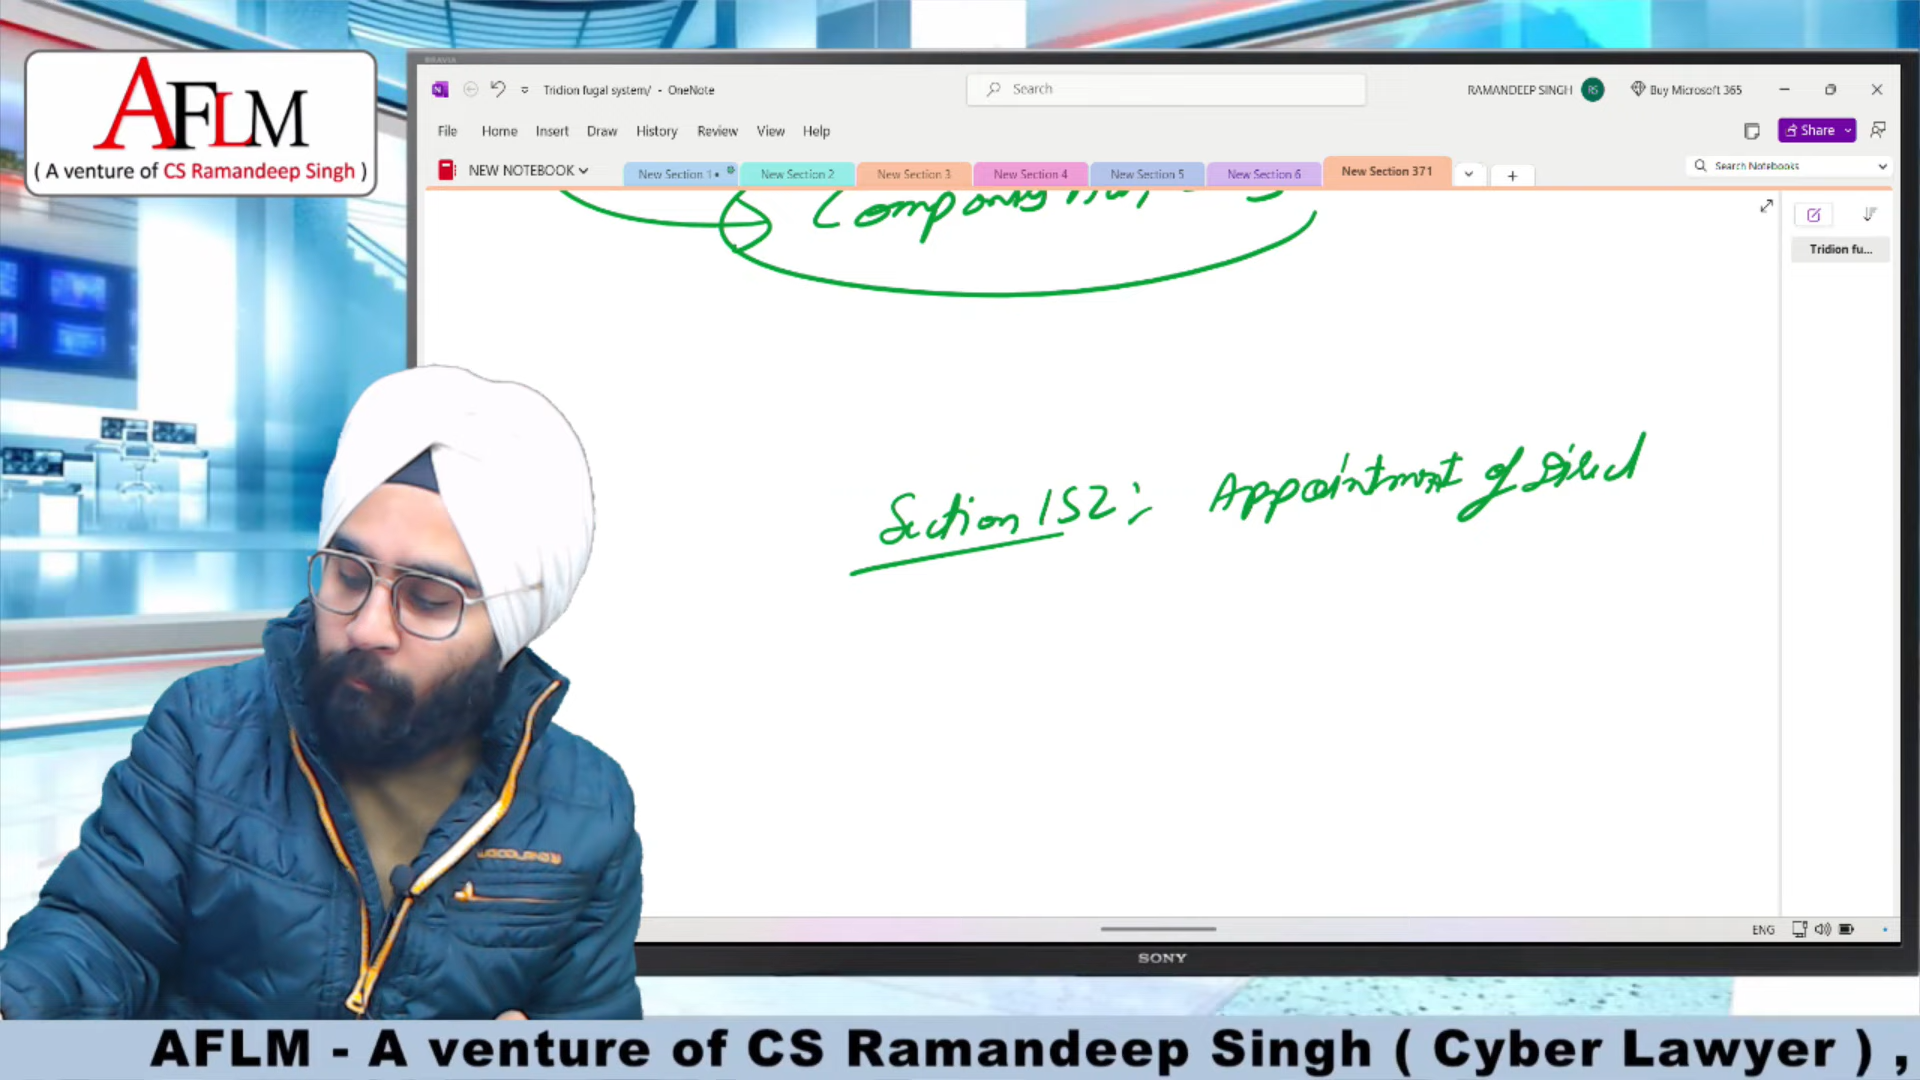 BRAVIA
AFLM
( A venture of CS Ramandeep Singh )
Tridion fugal system/ - OneNote
Search
RAMANDEEP SINGH
RS
Buy Microsoft 365
File Home Insert Draw History Review View Help
Share
NEW NOTEBOOK
New Section 1
New Section 2
New Section 3
New Section 4
New Section 5
New Section 6
New Section 371
+
Search Notebooks
Tridion fu...
Company
Section 152:- Appointment of Direct
ENG
SONY
AFLM - A venture of CS Ramandeep Singh ( Cyber Lawyer ) ,